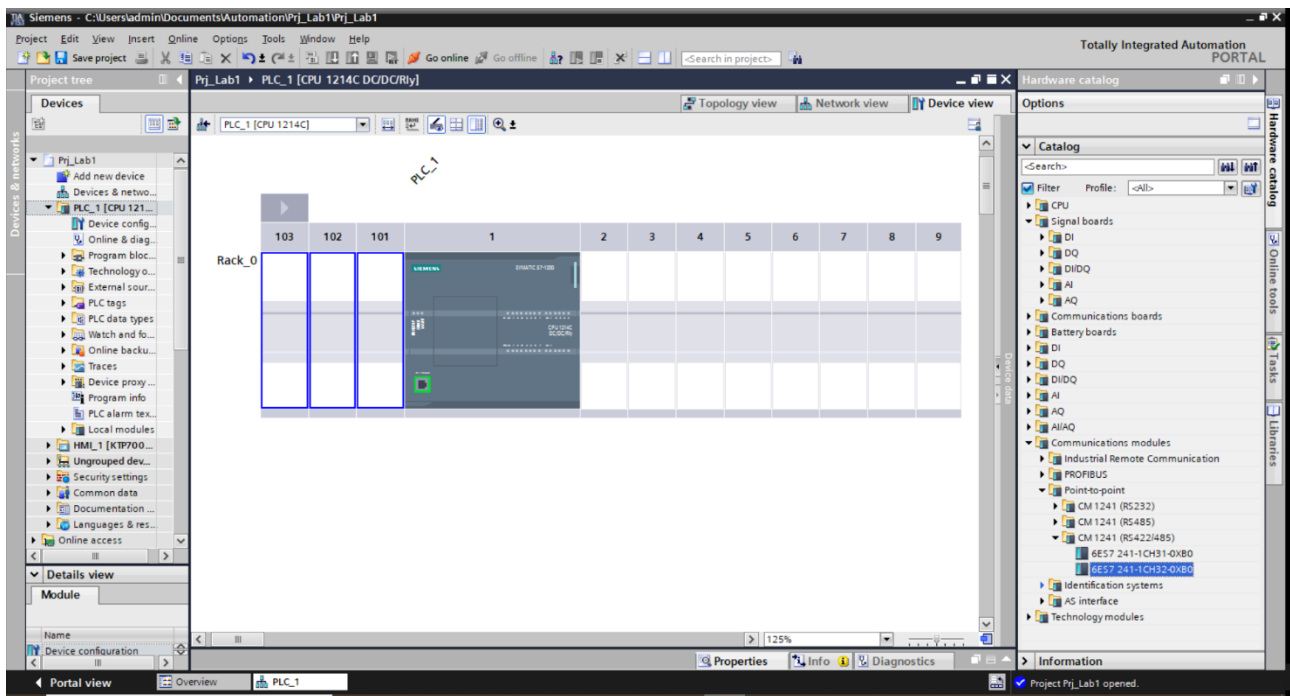 Siemens - C:\Users\admin\Documents\Automation\Prj_Lab1\Prj_Lab1
Project Edit View Insert Online Options Tools Window Help
Totally Integrated Automation
PORTAL
Save project
Go online
Go offline
<Search in project>
Project tree
Prj_Lab1 PLC_1 [CPU 1214C DC/DC/Rly]
Hardware catalog
Devices
Topology view
Network view
Device view
Options
PLC_1 [CPU 1214C]
Devices & networks
Prj_Lab1
Add new device
Devices & netwo...
PLC_1 [CPU 121...
Device config...
Online & diag...
Program bloc...
Technology o...
External sour...
PLC tags
PLC data types
Watch and fo...
Online backu...
Traces
Device proxy ...
Program info
PLC alarm tex...
Local modules
HMI_1 [KTP700...
Ungrouped dev...
Security settings
Common data
Documentation ...
Languages & res...
Online access
Details view
Module
Name
Device configuration
PLC_1
103 102 101 1 2 3 4 5 6 7 8 9
Rack_0
SIEMENS
SIMATIC S7-1200
CPU 1214C
DC/DC/Rly
Device data
125%
Properties
Info
Diagnostics
Catalog
<Search>
Filter
Profile:
<All>
CPU
Signal boards
DI
DQ
DI/DQ
AI
AQ
Communications boards
Battery boards
DI
DQ
DI/DQ
AI
AQ
AI/AQ
Communications modules
Industrial Remote Communication
PROFIBUS
Point-to-point
CM 1241 (RS232)
CM 1241 (RS485)
CM 1241 (RS422/485)
6ES7 241-1CH31-0XB0
6ES7 241-1CH32-0XB0
Identification systems
AS interface
Technology modules
Information
Hardware catalog
Online tools
Tasks
Libraries
Portal view
Overview
PLC_1
Project Prj_Lab1 opened.